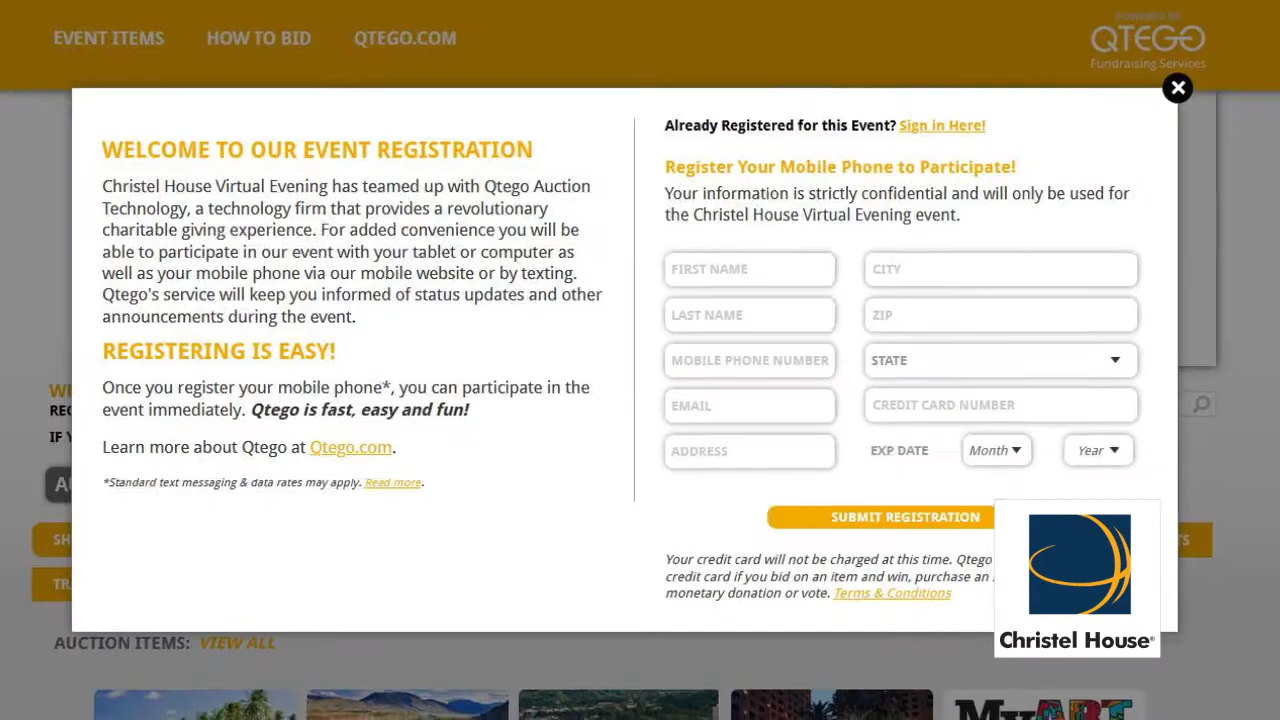 EVENT ITEMS
HOW TO BID
QTEGO.COM
POWERED BY
QTEGO
Fundraising Services
WELCOME TO OUR EVENT REGISTRATION
Christel House Virtual Evening has teamed up with Qtego Auction
Technology, a technology firm that provides a revolutionary
charitable giving experience. For added convenience you will be
able to participate in our event with your tablet or computer as
well as your mobile phone via our mobile website or by texting.
Qtego's service will keep you informed of status updates and other
announcements during the event.
REGISTERING IS EASY!
Once you register your mobile phone*, you can participate in the
event immediately. Qtego is fast, easy and fun!
Learn more about Qtego at Qtego.com.
*Standard text messaging & data rates may apply. Read more.
Already Registered for this Event? Sign in Here!
Register Your Mobile Phone to Participate!
Your information is strictly confidential and will only be used for
the Christel House Virtual Evening event.
FIRST NAME
CITY
LAST NAME
ZIP
MOBILE PHONE NUMBER
STATE
EMAIL
CREDIT CARD NUMBER
ADDRESS
EXP DATE
Month
Year
SUBMIT REGISTRATION
Your credit card will not be charged at this time. Qtego
credit card if you bid on an item and win, purchase an
monetary donation or vote. Terms & Conditions
Christel House®
AUCTION ITEMS: VIEW ALL
MyART